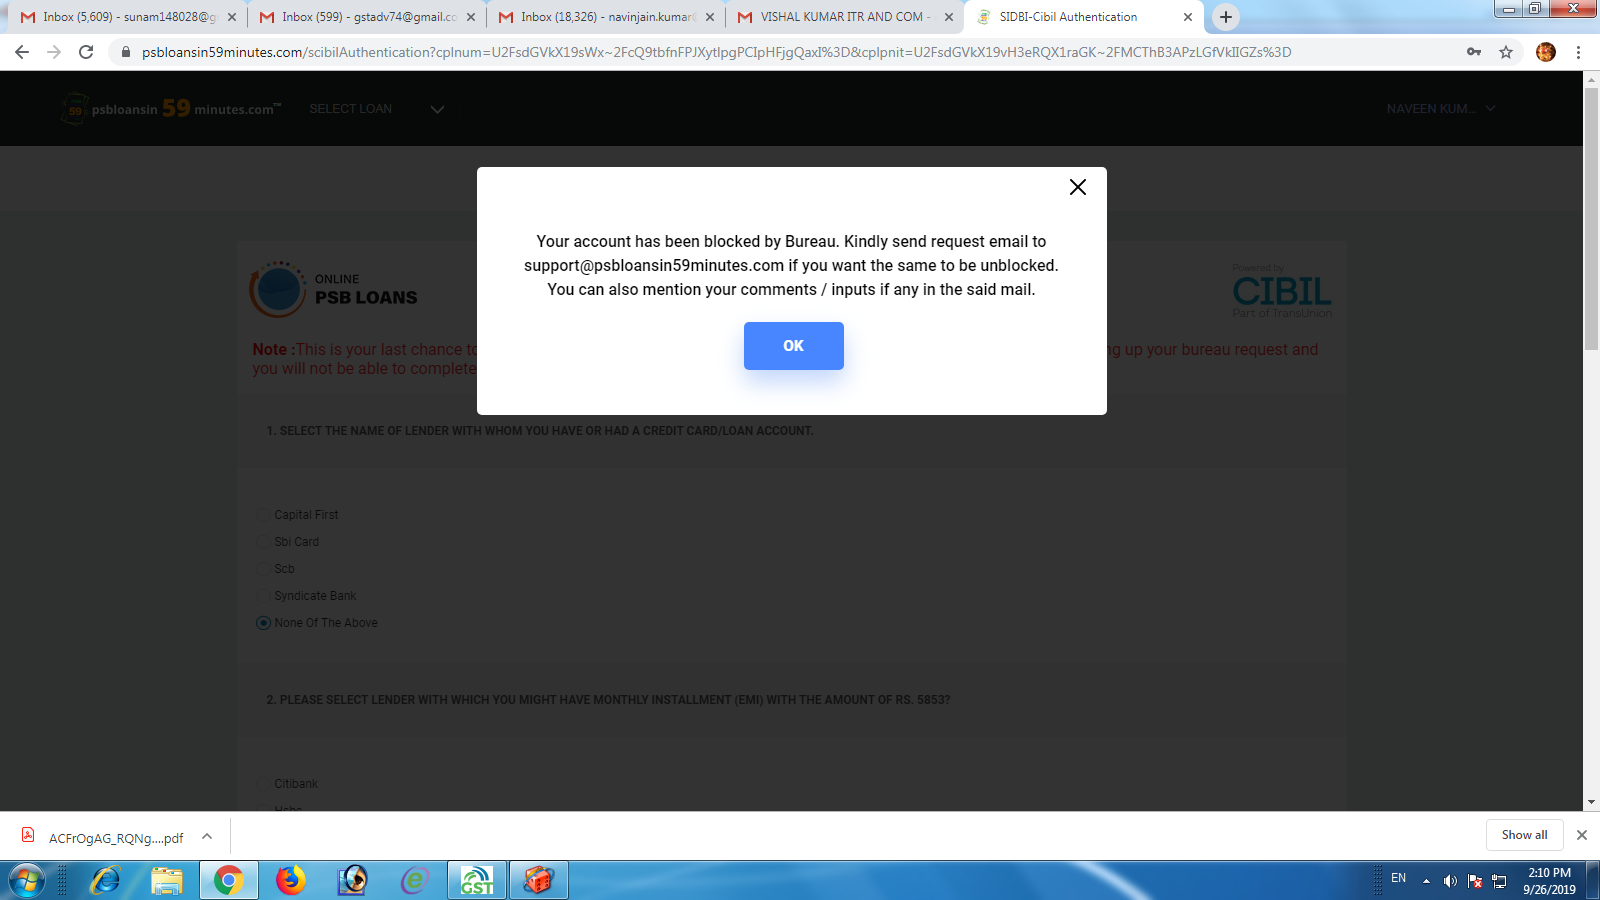 Inbox (5,609) - sunam148028@g
Inbox (599) - gstadv74@gmail.co
Inbox (18,326) - navinjain.kumar
VISHAL KUMAR ITR AND COM -
SIDBI-Cibil Authentication
psbloansin59minutes.com/scibilAuthentication?cplnum=U2FsdGVkX19sWx~2FcQ9tbfnFPJXytlpgPCIpHFjgQaxI%3D&cplpnit=U2FsdGVkX19vH3eRQX1raGK~2FMCThB3APzLGfVkIIGZs%3D
psbloansin 59 minutes.com™
SELECT LOAN
NAVEEN KUM...
Your account has been blocked by Bureau. Kindly send request email to
support@psbloansin59minutes.com if you want the same to be unblocked.
You can also mention your comments / inputs if any in the said mail.
OK
ONLINE
PSB LOANS
Powered by
CIBIL
Part of TransUnion
Note :This is your last chance to
ng up your bureau request and
you will not be able to complete
1. SELECT THE NAME OF LENDER WITH WHOM YOU HAVE OR HAD A CREDIT CARD/LOAN ACCOUNT.
Capital First
Sbi Card
Scb
Syndicate Bank
None Of The Above
2. PLEASE SELECT LENDER WITH WHICH YOU MIGHT HAVE MONTHLY INSTALLMENT (EMI) WITH THE AMOUNT OF RS. 5853?
Citibank
Hsbc
ACFrOgAG_RQNg....pdf
Show all
GST
EN
2:10 PM
9/26/2019